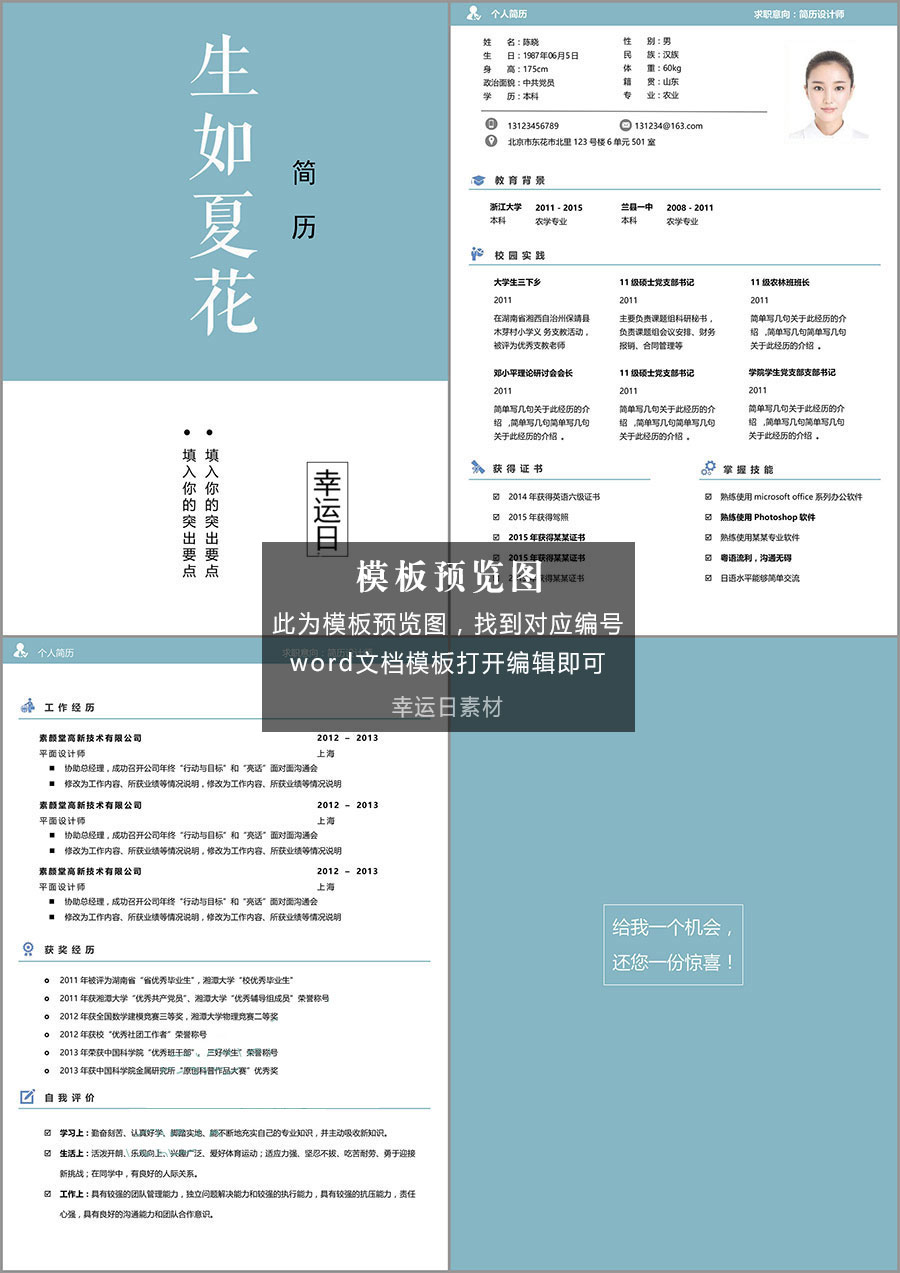 生如夏花
简历
填入你的突出要点
填入你的突出要点
幸运日
个人简历
求职意向：简历设计师
姓 名：陈晓
性 别：男
生 日：1987年06月5日
民 族：汉族
身 高：175cm
体 重：60kg
政治面貌：中共党员
籍 贯：山东
学 历：本科
专 业：农业
13123456789
131234@163.com
北京市东花市北里 123 号楼 6 单元 501 室
教育背景
浙江大学 2011 - 2015
本科 农学专业
兰县一中 2008 - 2011
本科 农学专业
校园实践
大学生三下乡
2011
在湖南省湘西自治州保靖县
木芽村小学义 务支教活动，
被评为优秀支教老师
11 级硕士党支部书记
2011
主要负责课题组科研秘书，
负责课题组会议安排、财务
报销、合同管理等
11 级农林班班长
2011
简单写几句关于此经历的介
绍 ,简单写几句简单写几句
关于此经历的介绍 。
邓小平理论研讨会会长
2011
简单写几句关于此经历的介
绍 ,简单写几句简单写几句
关于此经历的介绍 。
11 级硕士党支部书记
2011
简单写几句关于此经历的介
绍 ,简单写几句简单写几句
关于此经历的介绍 。
学院学生党支部支部书记
2011
简单写几句关于此经历的介
绍 ,简单写几句简单写几句
关于此经历的介绍 。
获得证书
2014 年获得英语六级证书
2015 年获得驾照
2015 年获得某某证书
2015 年获得某某证书
2015 年获得某某证书
掌握技能
熟练使用 microsoft office 系列办公软件
熟练使用 Photoshop 软件
熟练使用某某专业软件
粤语流利，沟通无碍
日语水平能够简单交流
模板预览图
此为模板预览图，找到对应编号
word文档模板打开编辑即可
幸运日素材
个人简历
求职意向：简历设计师
工作经历
素颜堂高新技术有限公司 2012 – 2013
平面设计师 上海
协助总经理，成功召开公司年终“行动与目标”和“亮话”面对面沟通会
修改为工作内容、所获业绩等情况说明，修改为工作内容、所获业绩等情况说明
素颜堂高新技术有限公司 2012 – 2013
平面设计师 上海
协助总经理，成功召开公司年终“行动与目标”和“亮话”面对面沟通会
修改为工作内容、所获业绩等情况说明，修改为工作内容、所获业绩等情况说明
素颜堂高新技术有限公司 2012 – 2013
平面设计师 上海
协助总经理，成功召开公司年终“行动与目标”和“亮话”面对面沟通会
修改为工作内容、所获业绩等情况说明，修改为工作内容、所获业绩等情况说明
获奖经历
2011 年被评为湖南省“省优秀毕业生”，湘潭大学“校优秀毕业生”
2011 年获湘潭大学“优秀共产党员”、湘潭大学“优秀辅导组成员”荣誉称号
2012 年获全国数学建模竞赛三等奖，湘潭大学物理竞赛二等奖
2012 年获校“优秀社团工作者”荣誉称号
2013 年荣获中国科学院“优秀班干部”、三好学生”荣誉称号
2013 年获中国科学院金属研究所“原创科普作品大赛”优秀奖
自我评价
学习上：勤奋刻苦、认真好学、脚踏实地、能不断地充实自己的专业知识，并主动吸收新知识。
生活上：活泼开朗、乐观向上、兴趣广泛、爱好体育运动；适应力强、坚忍不拔、吃苦耐劳、勇于迎接
新挑战；在同学中，有良好的人际关系。
工作上：具有较强的团队管理能力，独立问题解决能力和较强的执行能力，具有较强的抗压能力，责任
心强，具有良好的沟通能力和团队合作意识。
给我一个机会，
还您一份惊喜！